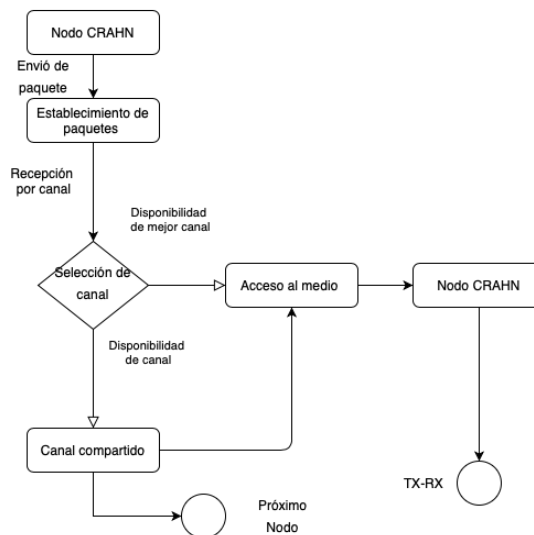 Nodo CRAHN
Envió de
paquete
Establecimiento de
paquetes
Recepción
por canal
Disponibilidad
de mejor canal
Selección de
canal
Acceso al medio
Nodo CRAHN
Disponibilidad
de canal
Canal compartido
TX-RX
Próximo
Nodo